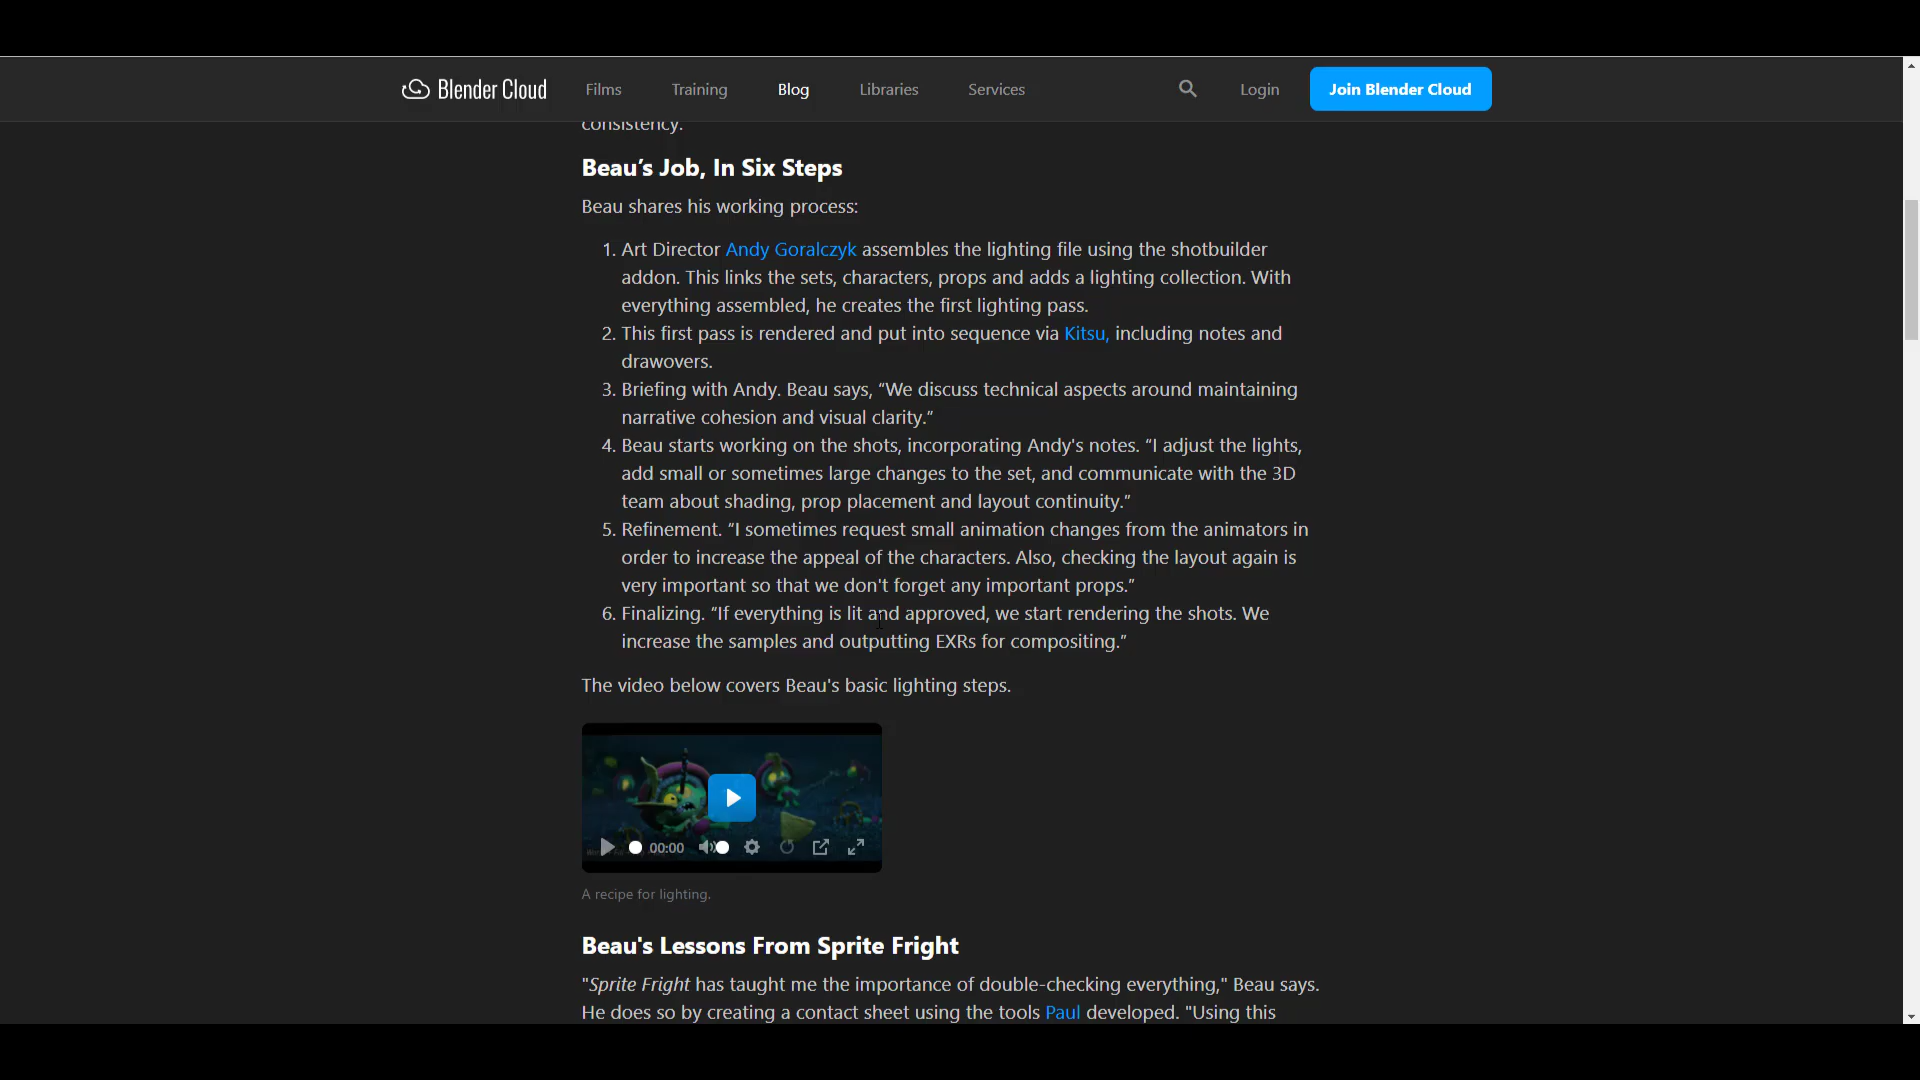 Blender Cloud Films Training Blog Libraries Services Login Join Blender Cloud
consistency.
Beau’s Job, In Six Steps
Beau shares his working process:
1. Art Director Andy Goralczyk assembles the lighting file using the shotbuilder
addon. This links the sets, characters, props and adds a lighting collection. With
everything assembled, he creates the first lighting pass.
2. This first pass is rendered and put into sequence via Kitsu, including notes and
drawovers.
3. Briefing with Andy. Beau says, “We discuss technical aspects around maintaining
narrative cohesion and visual clarity.”
4. Beau starts working on the shots, incorporating Andy's notes. “I adjust the lights,
add small or sometimes large changes to the set, and communicate with the 3D
team about shading, prop placement and layout continuity.”
5. Refinement. “I sometimes request small animation changes from the animators in
order to increase the appeal of the characters. Also, checking the layout again is
very important so that we don't forget any important props.”
6. Finalizing. “If everything is lit and approved, we start rendering the shots. We
increase the samples and outputting EXRs for compositing.”
The video below covers Beau's basic lighting steps.
00:00
A recipe for lighting.
Beau's Lessons From Sprite Fright
"Sprite Fright has taught me the importance of double-checking everything," Beau says.
He does so by creating a contact sheet using the tools Paul developed. "Using this